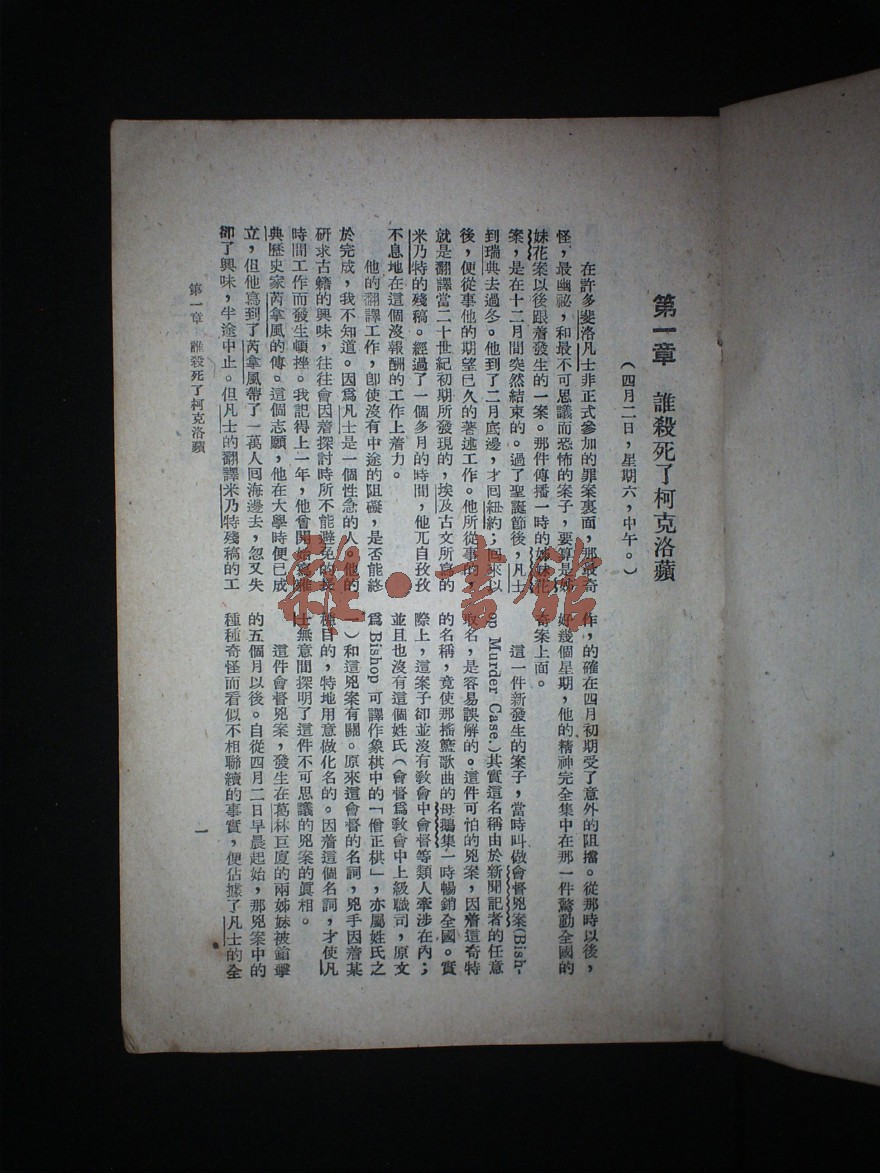 第一章　誰殺死了柯克洛蘋
（四月二日，星期六，中午。）
在許多斐洛凡士非正式參加的罪案裏面，那最奇
怪，最幽祕，和最不可思議而恐怖的案子，要算是姊
妹花案以後跟着發生的一案。那件傳播一時的姊妹花
案，是在十二月間突然結束的。過了聖誕節後，凡士
到瑞典去過冬。他到了二月底邊，才囘紐約；囘來以
後，便從事他的期望已久的著述工作。他所從事的，
就是翻譯當二十世紀初期所發現的，埃及古文所寫的
米乃特的殘稿。經過了一個多月的時間，他兀自孜孜
不息地在這個沒報酬的工作上着力。
他的翻譯工作，卽使沒有中途的阻礙，是否能終
於完成，我不知道。因爲凡士是一個性急的人。他的
研求古籍的興味，往往會因着探討時所不能避免的長
時間工作而發生頓挫。我記得上一年，他曾開始寫雅
典歷史家芮拿風的傳。這個志願，他在大學時便已成
立，但他寫到了芮拿風帶了一萬人囘海邊去，忽又失
卻了興味，半途中止。但凡士的翻譯米乃特殘稿的工
作，的確在四月初期受了意外的阻擋。從那時以後，
好幾個星期，他的精神完全集中在那一件驚動全國的
奇案上面。
這一件新發生的案子，當時叫做會督兇案(Bish-
op Murder Case.)其實這名稱由於新聞記者的任意
取名，是容易誤解的。這件可怕的兇案，因着這奇特
的名稱，竟使那搖籃歌曲的母鵝集一時暢銷全國。實
際上，這案子卻並沒有敎會中會督等類人牽涉在內；
並且也沒有這個姓氏（會督爲敎會中上級職司，原文
爲Bishop 可譯作象棋中的「僧正棋」，亦屬姓氏之
一）和這兇案有關。原來這會督的名詞，兇手因着某
種目的，特地用意做化名的。因着這個名詞，才使凡
士無意間探明了這件不可思議的兇案的眞相。
這件會督兇案，發生在葛林巨廈的兩姊妹被鎗擊
的五個月以後。自從四月二日早晨起始，那兇案中的
種種奇怪而看似不相聯續的事實，便佔據了凡士的全
第一章　誰殺死了柯克洛蘋
一
雜·書館